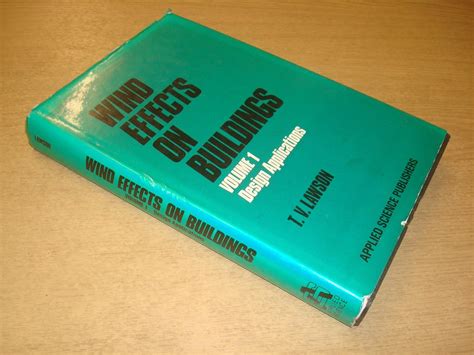 WIND
EFFECTS
ON
BUILDINGS
VOLUME 1
Design Applications
T. V. LAWSON
APPLIED SCIENCE PUBLISHERS
LAWSON
WIND EFFECTS ON BUILDINGS